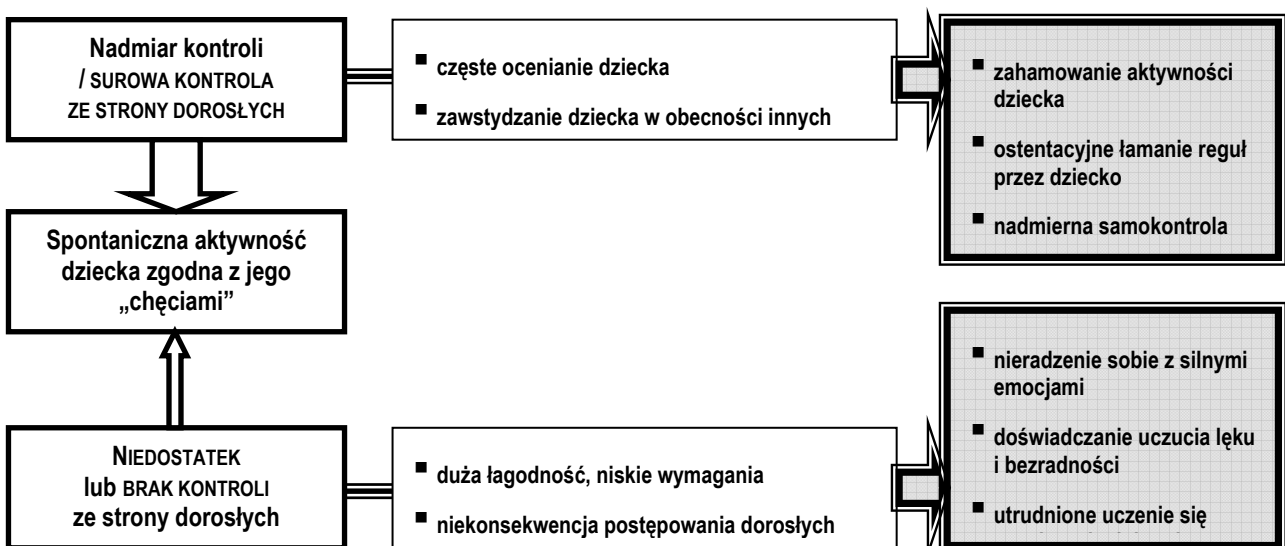 Nadmiar kontroli
/ SUROWA KONTROLA
ZE STRONY DOROSŁYCH
▪ częste ocenianie dziecka
▪ zawstydzanie dziecka w obecności innych
▪ zahamowanie aktywności
dziecka
▪ ostentacyjne łamanie reguł
przez dziecko
▪ nadmierna samokontrola
Spontaniczna aktywność
dziecka zgodna z jego
„chęciami”
NIEDOSTATEK
lub BRAK KONTROLI
ze strony dorosłych
▪ duża łagodność, niskie wymagania
▪ niekonsekwencja postępowania dorosłych
▪ nieradzenie sobie z silnymi
emocjami
▪ doświadczanie uczucia lęku
i bezradności
▪ utrudnione uczenie się